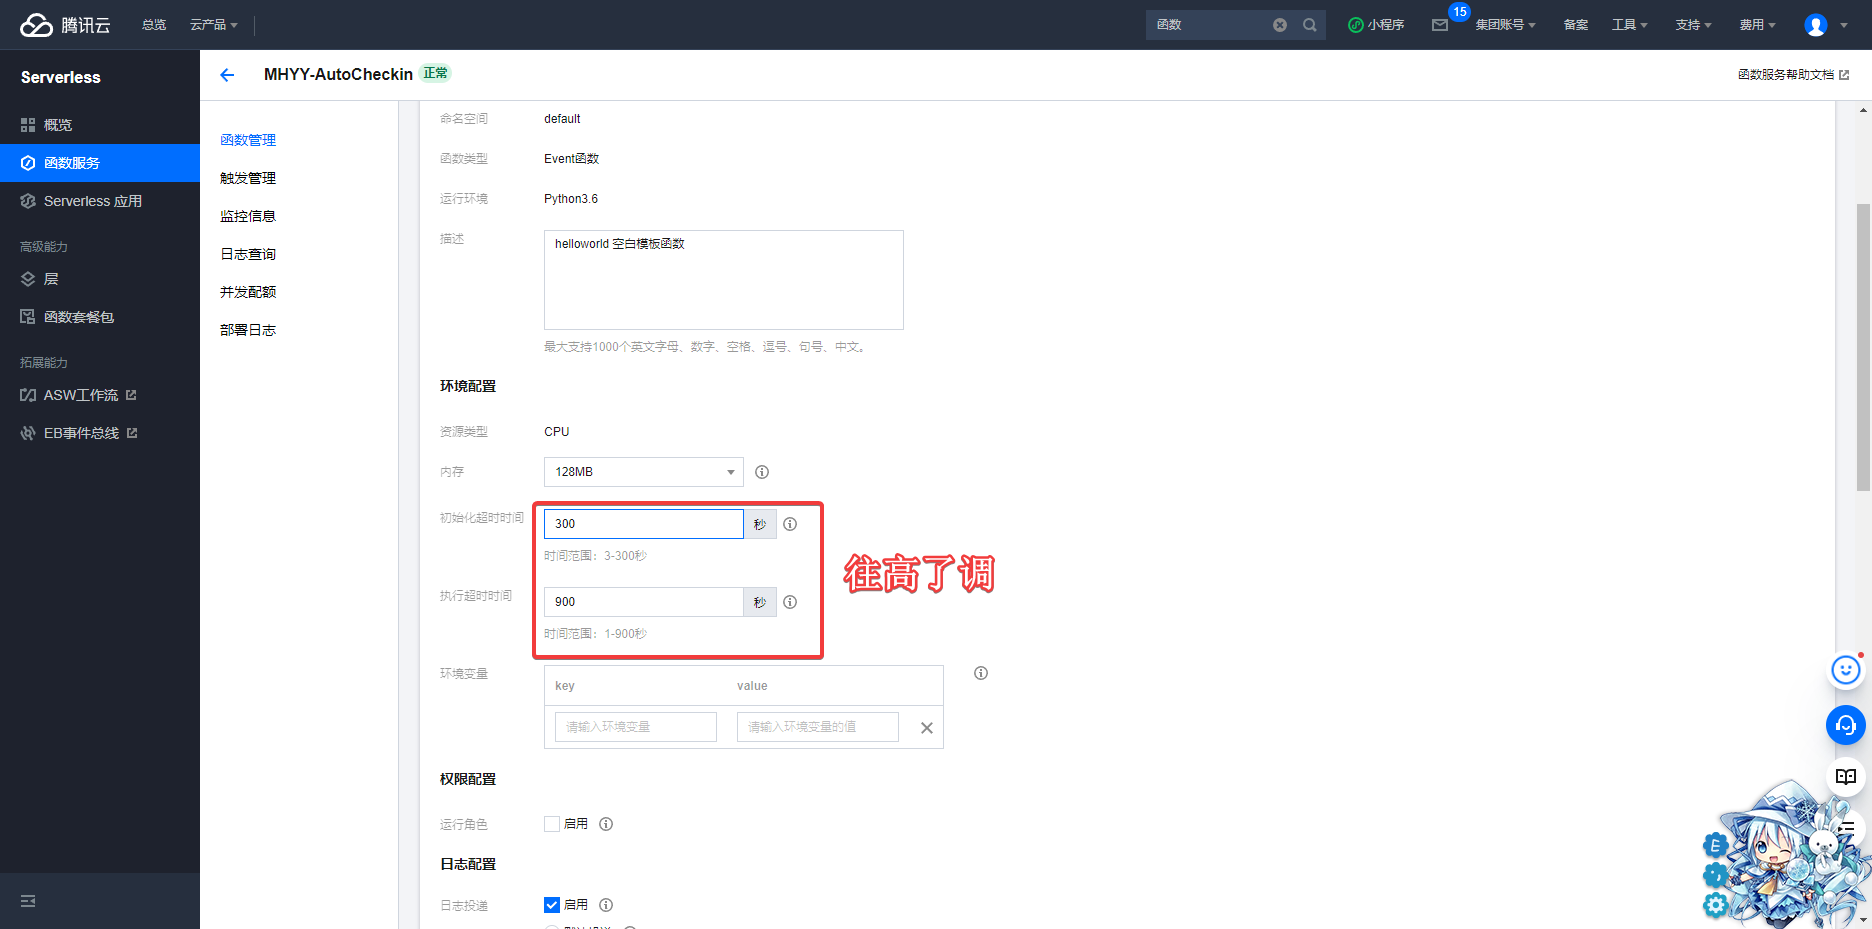 腾讯云
总览
云产品
函数
小程序
15
集团账号
备案
工具
支持
费用
Serverless
概览
函数服务
Serverless 应用
高级能力
层
函数套餐包
拓展能力
ASW工作流
EB事件总线
MHYY-AutoCheckin 正常
函数服务帮助文档
函数管理
触发管理
监控信息
日志查询
并发配额
部署日志
命名空间 default
函数类型 Event函数
运行环境 Python3.6
描述 helloworld 空白模板函数
最大支持1000个英文字母、数字、空格、逗号、句号、中文。
环境配置
资源类型 CPU
内存 128MB
初始化超时时间 300 秒
时间范围：3-300秒
往高了调
执行超时时间 900 秒
时间范围：1-900秒
环境变量
key value
请输入环境变量 请输入环境变量的值
权限配置
运行角色 启用
日志配置
日志投递 启用
E